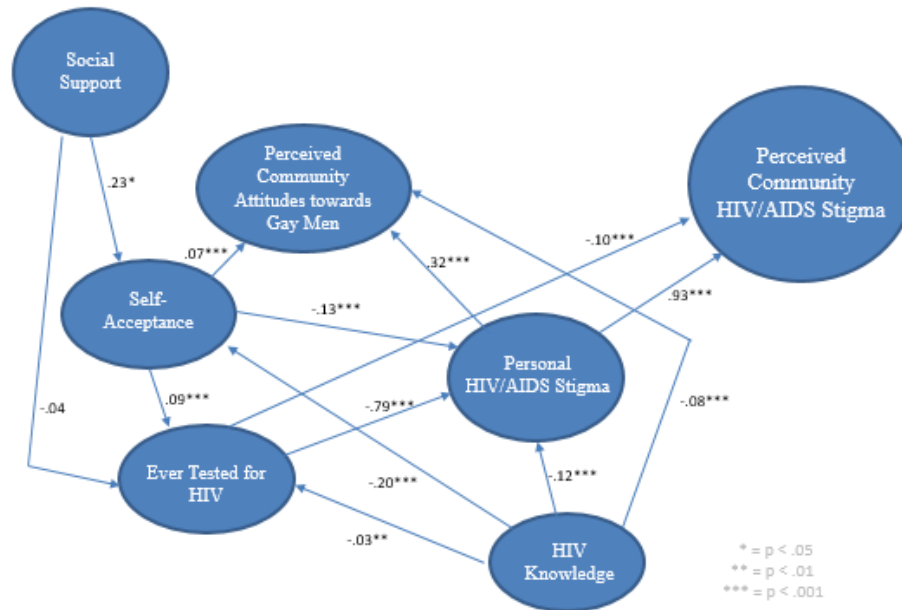 Social
Support
Perceived
Community
Attitudes towards
Gay Men
Perceived
Community
HIV/AIDS Stigma
.23*
.07***
-.10***
.32***
Self-
Acceptance
-.13***
.93***
Personal
HIV/AIDS Stigma
-.04
.09***
-.79***
-.08***
Ever Tested for
HIV
-.20***
-.12***
-.03**
HIV
Knowledge
* = p < .05
** = p < .01
*** = p < .001